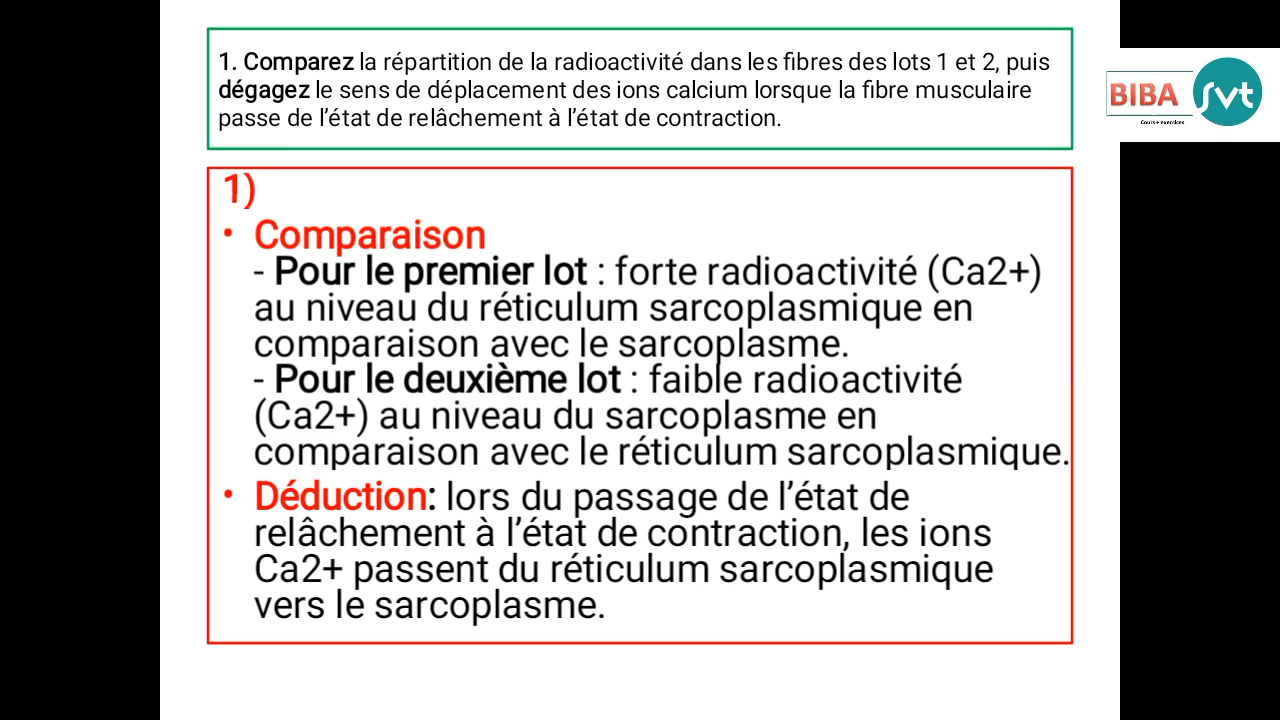 1. Comparez la répartition de la radioactivité dans les fibres des lots 1 et 2, puis
dégagez le sens de déplacement des ions calcium lorsque la fibre musculaire
passe de l’état de relâchement à l’état de contraction.
BIBA svt
Cours + exercices
1)
• Comparaison
- Pour le premier lot : forte radioactivité (Ca2+)
au niveau du réticulum sarcoplasmique en
comparaison avec le sarcoplasme.
- Pour le deuxième lot : faible radioactivité
(Ca2+) au niveau du sarcoplasme en
comparaison avec le réticulum sarcoplasmique.
• Déduction: lors du passage de l’état de
relâchement à l’état de contraction, les ions
Ca2+ passent du réticulum sarcoplasmique
vers le sarcoplasme.